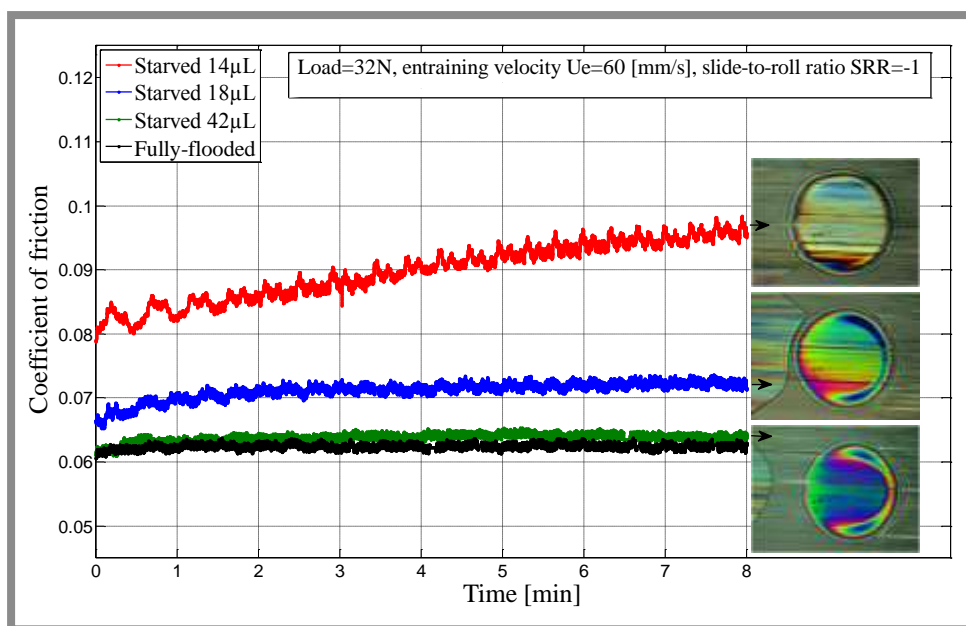 Starved 14µL
Starved 18µL
Starved 42µL
Fully-flooded
Load=32N, entraining velocity Ue=60 [mm/s], slide-to-roll ratio SRR=-1
0.12
0.11
0.1
0.09
0.08
0.07
0.06
0.05
Coefficient of friction
0 1 2 3 4 5 6 7 8
Time [min]